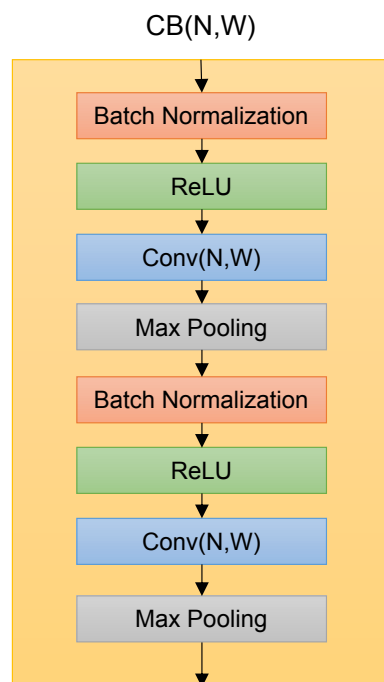 CB(N,W)
Batch Normalization
ReLU
Conv(N,W)
Max Pooling
Batch Normalization
ReLU
Conv(N,W)
Max Pooling